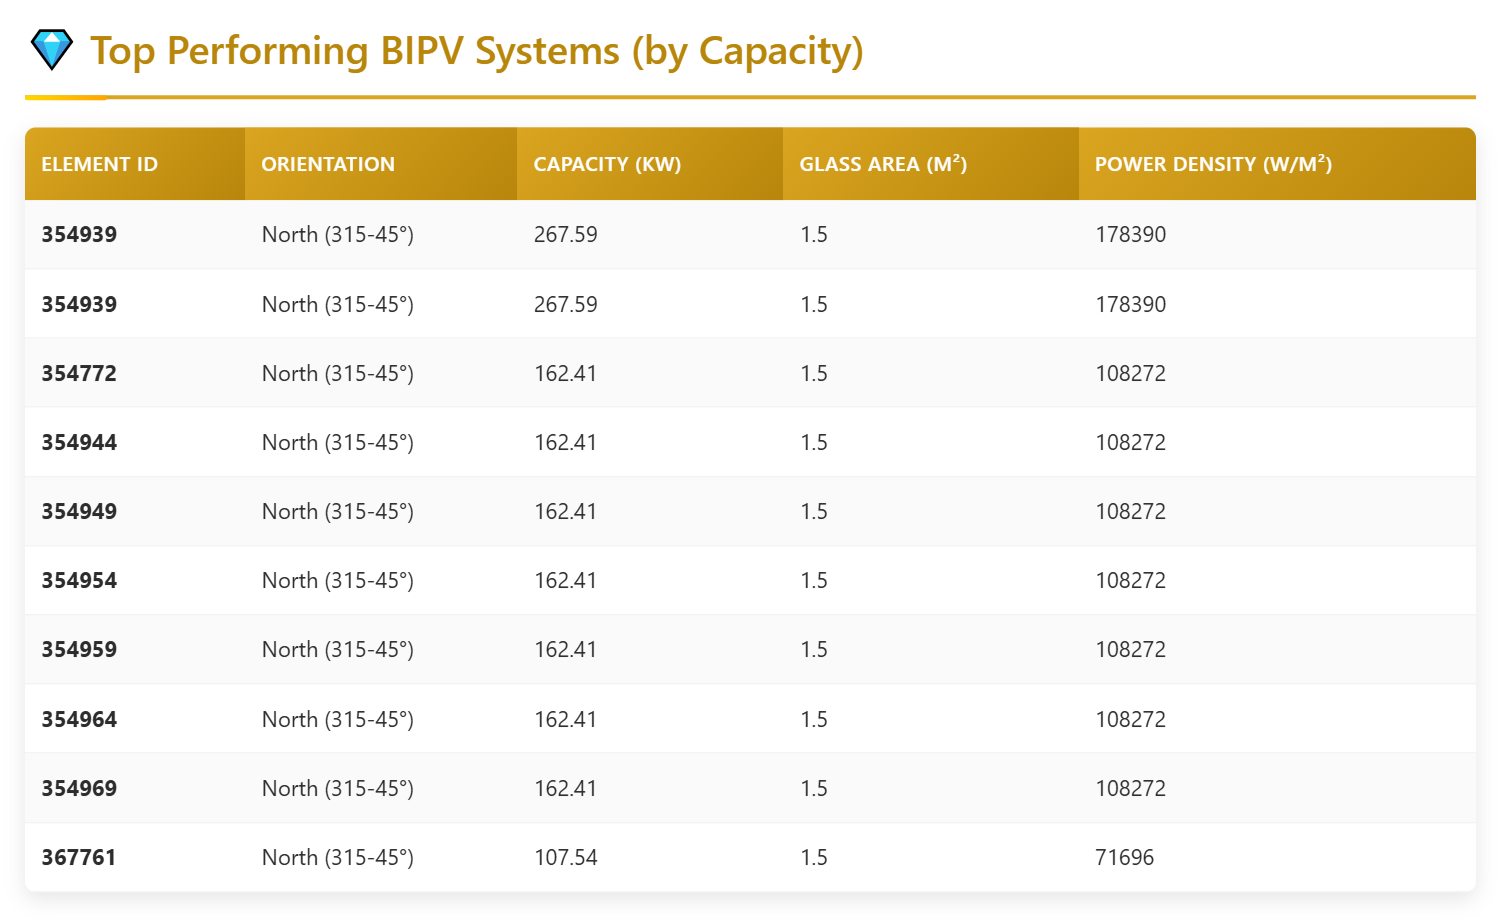 Top Performing BIPV Systems (by Capacity)
ELEMENT ID ORIENTATION CAPACITY (KW) GLASS AREA (M²) POWER DENSITY (W/M²)
354939 North (315-45°) 267.59 1.5 178390
354939 North (315-45°) 267.59 1.5 178390
354772 North (315-45°) 162.41 1.5 108272
354944 North (315-45°) 162.41 1.5 108272
354949 North (315-45°) 162.41 1.5 108272
354954 North (315-45°) 162.41 1.5 108272
354959 North (315-45°) 162.41 1.5 108272
354964 North (315-45°) 162.41 1.5 108272
354969 North (315-45°) 162.41 1.5 108272
367761 North (315-45°) 107.54 1.5 71696